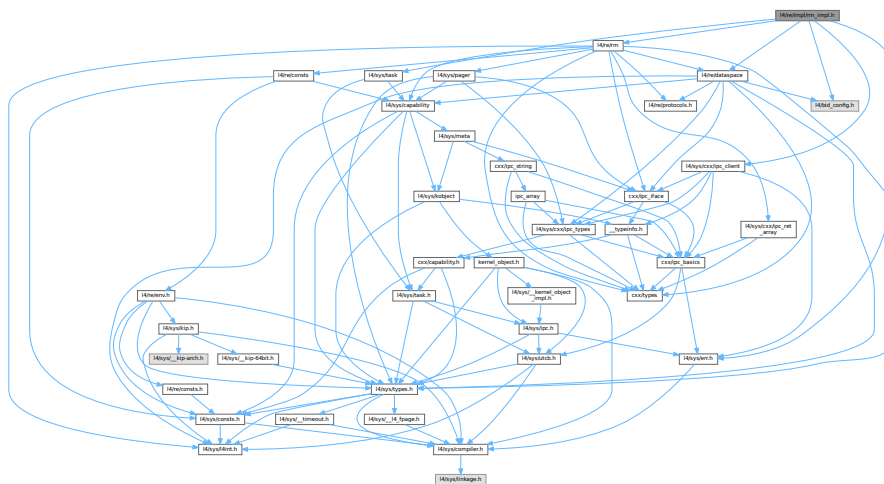 l4/re/impl/rm_impl.h
l4/re/rm
l4/re/consts
l4/sys/task
l4/sys/pager
l4/re/dataspace
l4/sys/capability
l4/re/protocols.h
l4/bid_config.h
l4/sys/meta
cxx/ipc_string
l4/sys/cxx/ipc_client
l4/sys/kobject
ipc_array
cxx/ipc_iface
l4/sys/cxx/ipc_types
__typeinfo.h
l4/sys/cxx/ipc_ret
_array
cxx/capability.h
kernel_object.h
cxx/ipc_basics
l4/re/env.h
l4/sys/task.h
l4/sys/__kernel_object
_impl.h
cxx/types
l4/sys/kip.h
l4/sys/ipc.h
l4/sys/__kip-arch.h
l4/sys/__kip-64bit.h
l4/sys/utcb.h
l4/sys/err.h
l4/re/consts.h
l4/sys/types.h
l4/sys/consts.h
l4/sys/__timeout.h
l4/sys/__l4_fpage.h
l4/sys/l4int.h
l4/sys/compiler.h
l4/sys/linkage.h